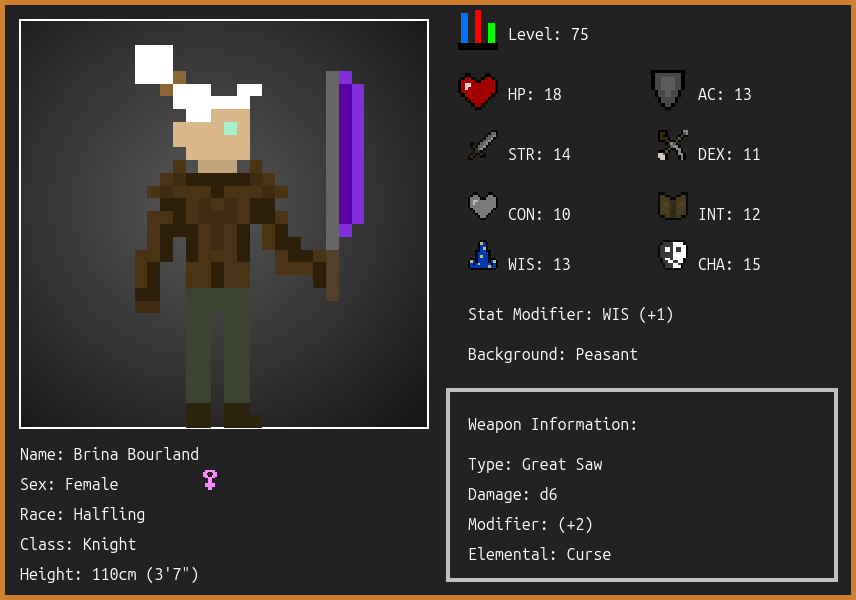 Level: 75
HP: 18
AC: 13
STR: 14
DEX: 11
CON: 10
INT: 12
WIS: 13
CHA: 15
Stat Modifier: WIS (+1)
Background: Peasant
Weapon Information:
Type: Great Saw
Damage: d6
Modifier: (+2)
Elemental: Curse
Name: Brina Bourland
Sex: Female
Race: Halfling
Class: Knight
Height: 110cm (3'7")